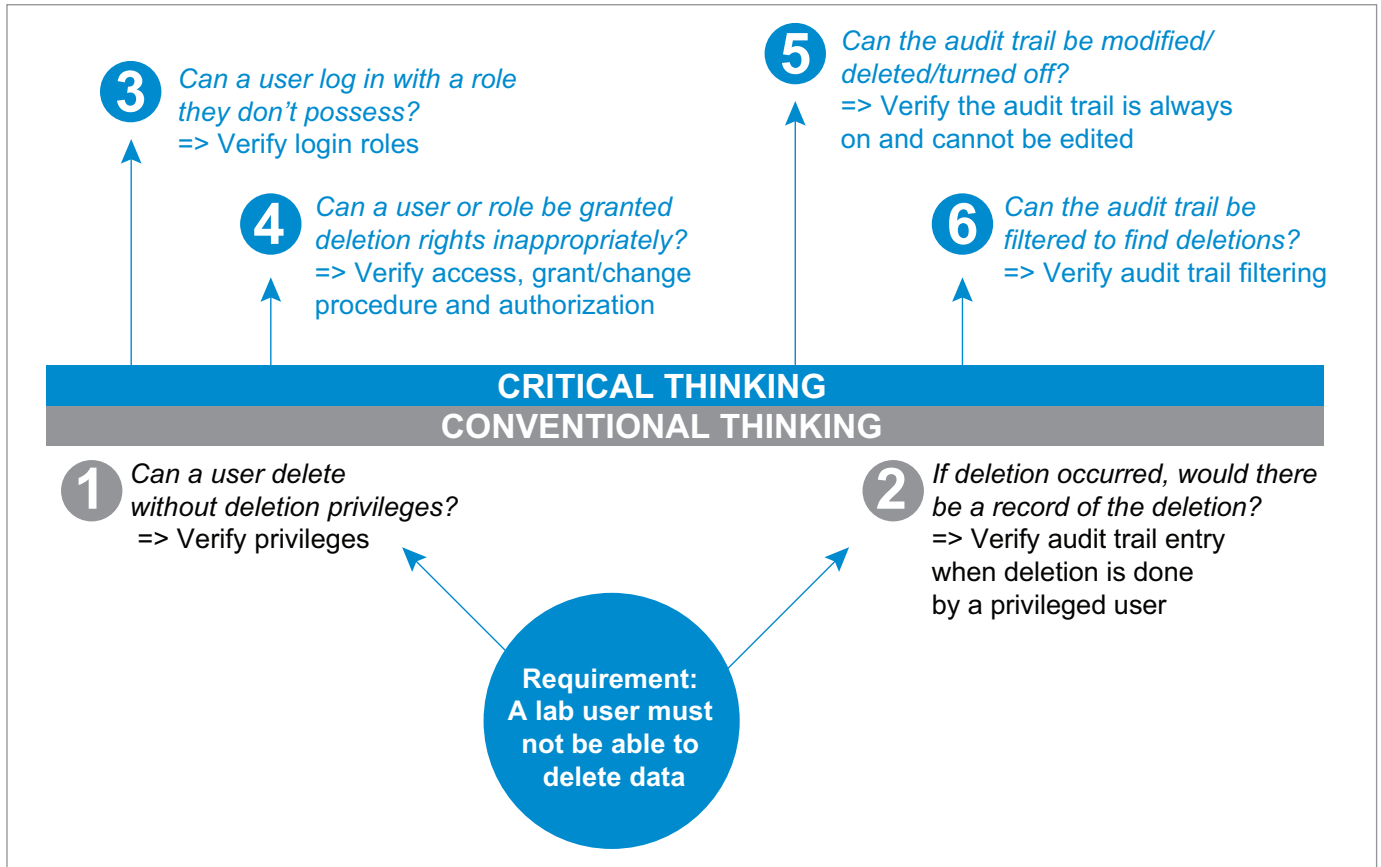 3
Can a user log in with a role
they don't possess?
=> Verify login roles
4
Can a user or role be granted
deletion rights inappropriately?
=> Verify access, grant/change
procedure and authorization
5
Can the audit trail be modified/
deleted/turned off?
=> Verify the audit trail is always
on and cannot be edited
6
Can the audit trail be
filtered to find deletions?
=> Verify audit trail filtering
CRITICAL THINKING
CONVENTIONAL THINKING
1
Can a user delete
without deletion privileges?
=> Verify privileges
2
If deletion occurred, would there
be a record of the deletion?
=> Verify audit trail entry
when deletion is done
by a privileged user
Requirement:
A lab user must
not be able to
delete data